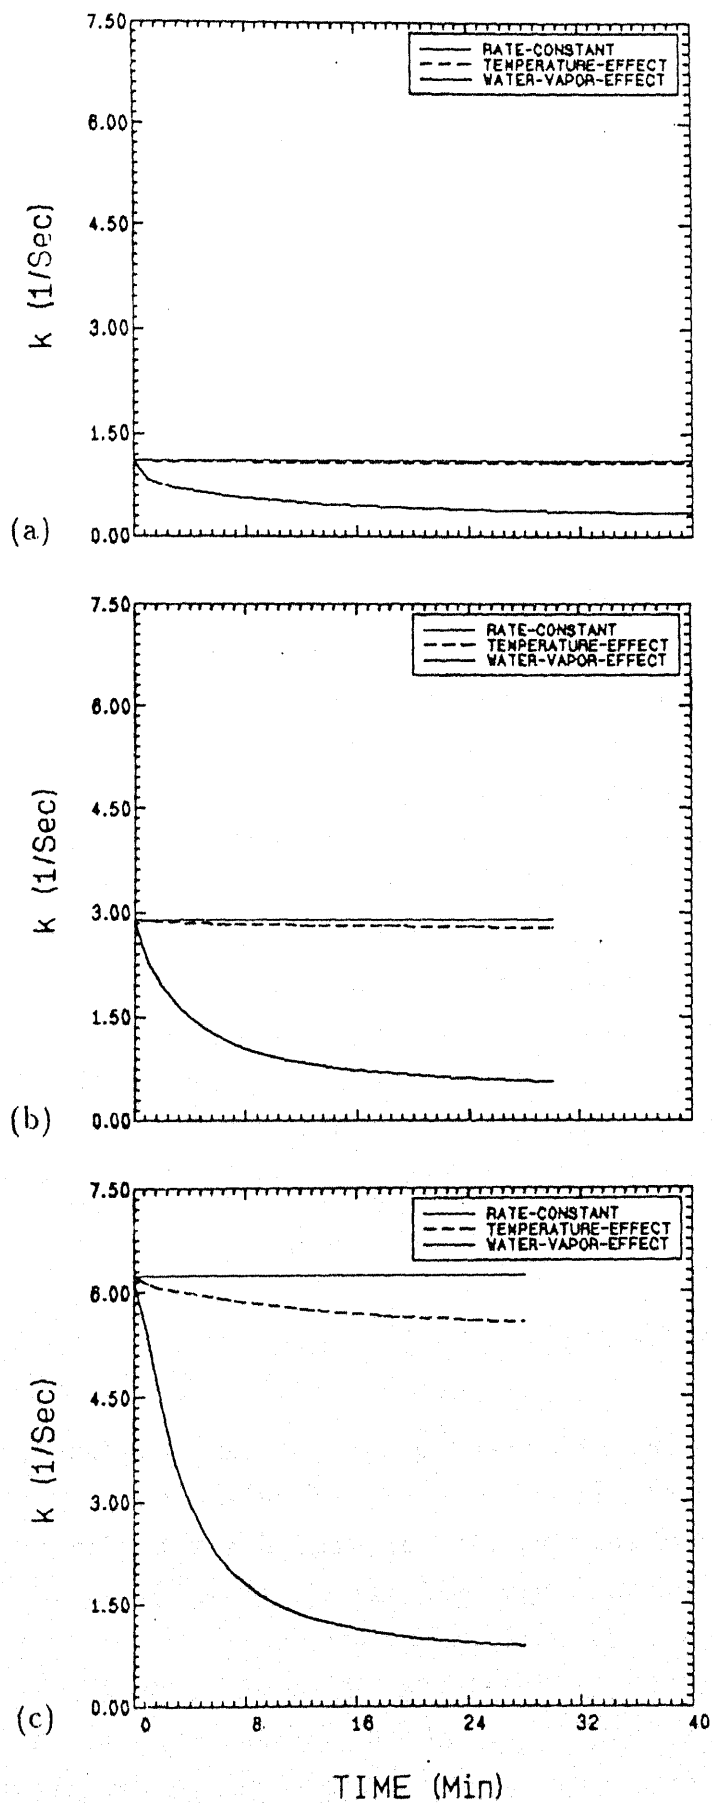 7.50
RATE-CONSTANT
TEMPERATURE-EFFECT
WATER-VAPOR-EFFECT
6.00
4.50
k (1/Sec)
3.00
1.50
(a)
0.00
7.50
RATE-CONSTANT
TEMPERATURE-EFFECT
WATER-VAPOR-EFFECT
6.00
4.50
k (1/Sec)
3.00
1.50
(b)
0.00
7.50
RATE-CONSTANT
TEMPERATURE-EFFECT
WATER-VAPOR-EFFECT
6.00
4.50
k (1/Sec)
3.00
1.50
(c)
0.00
0 8 16 24 32 40
TIME (Min)